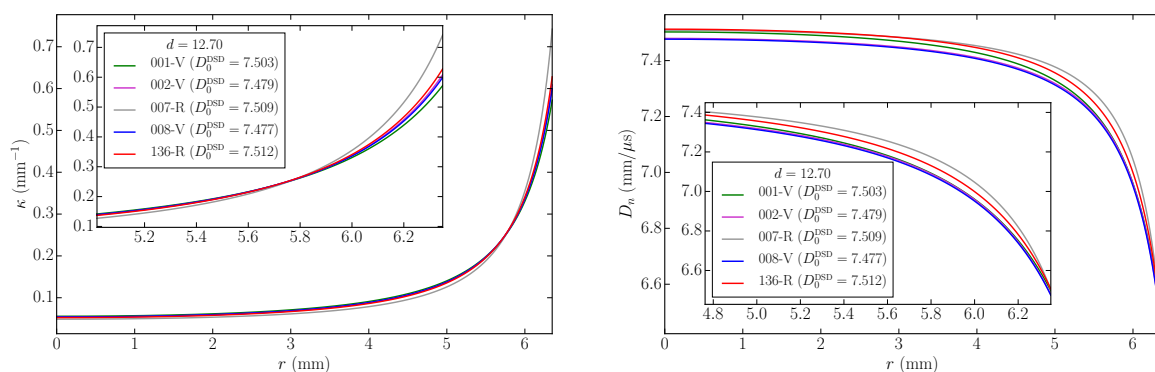 0.7
0.6
0.5
0.4
0.3
0.2
0.1
κ (mm⁻¹)
0 1 2 3 4 5 6
r (mm)
0.7
0.6
0.5
0.4
0.3
0.2
0.1
5.2 5.4 5.6 5.8 6.0 6.2
d = 12.70
001-V (D₀^DSD = 7.503)
002-V (D₀^DSD = 7.479)
007-R (D₀^DSD = 7.509)
008-V (D₀^DSD = 7.477)
136-R (D₀^DSD = 7.512)
7.4
7.2
7.0
6.8
6.6
Dₙ (mm/μs)
0 1 2 3 4 5 6
r (mm)
7.4
7.2
7.0
6.8
6.6
6.4
4.8 5.0 5.2 5.4 5.6 5.8 6.0 6.2
d = 12.70
001-V (D₀^DSD = 7.503)
002-V (D₀^DSD = 7.479)
007-R (D₀^DSD = 7.509)
008-V (D₀^DSD = 7.477)
136-R (D₀^DSD = 7.512)